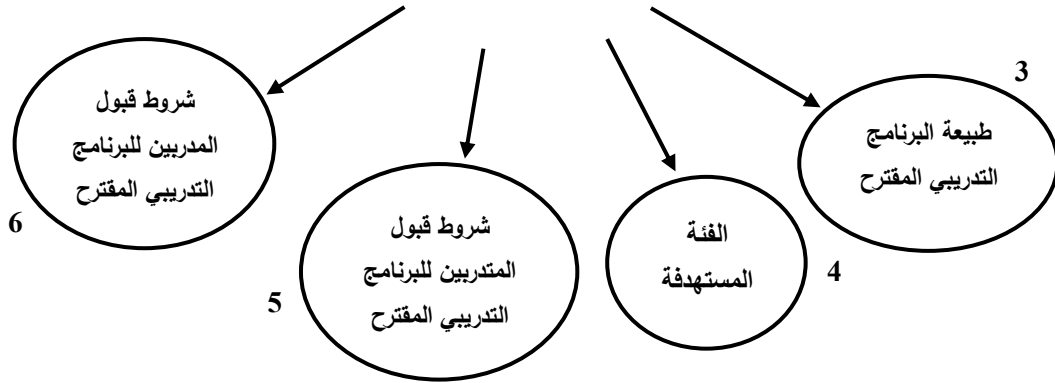 3
طبيعة البرنامج
التدريبي المقترح
4
الفئة
المستهدفة
5
شروط قبول
المتدربين للبرنامج
التدريبي المقترح
6
شروط قبول
المدربين للبرنامج
التدريبي المقترح